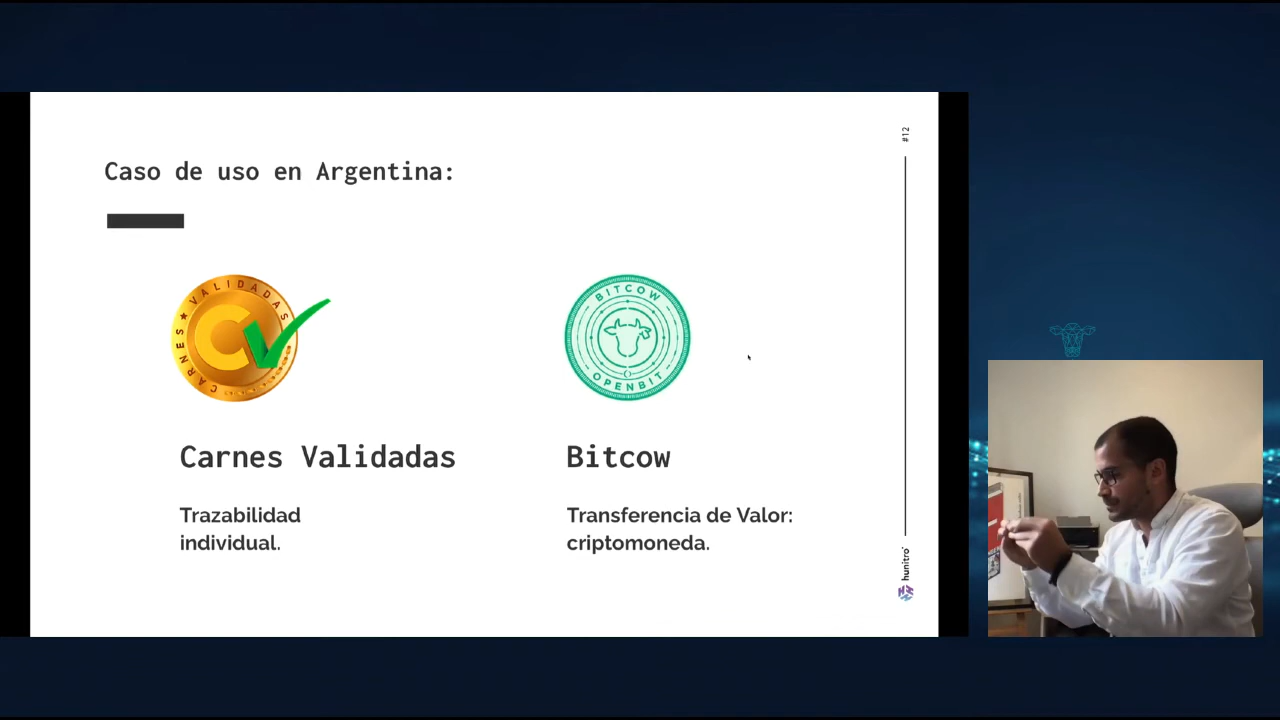 #12
Caso de uso en Argentina:
CARNES ★ VALIDADAS
BITCOW
OPENBIT
Carnes Validadas
Bitcow
Trazabilidad
individual.
Transferencia de Valor:
criptomoneda.
hunitro